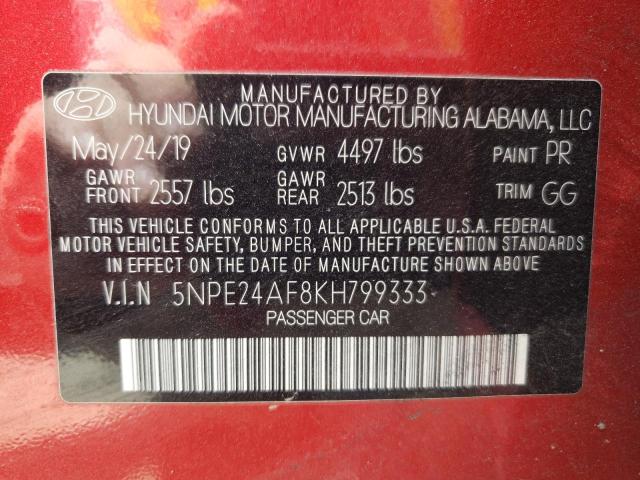 MANUFACTURED BY
HYUNDAI MOTOR MANUFACTURING ALABAMA, LLC
May/24/19 GVWR 4497 lbs PAINT PR
GAWR FRONT 2557 lbs GAWR REAR 2513 lbs TRIM GG
THIS VEHICLE CONFORMS TO ALL APPLICABLE U.S.A. FEDERAL
MOTOR VEHICLE SAFETY, BUMPER, AND THEFT PREVENTION STANDARDS
IN EFFECT ON THE DATE OF MANUFACTURE SHOWN ABOVE.
V.I.N 5NPE24AF8KH799333
PASSENGER CAR